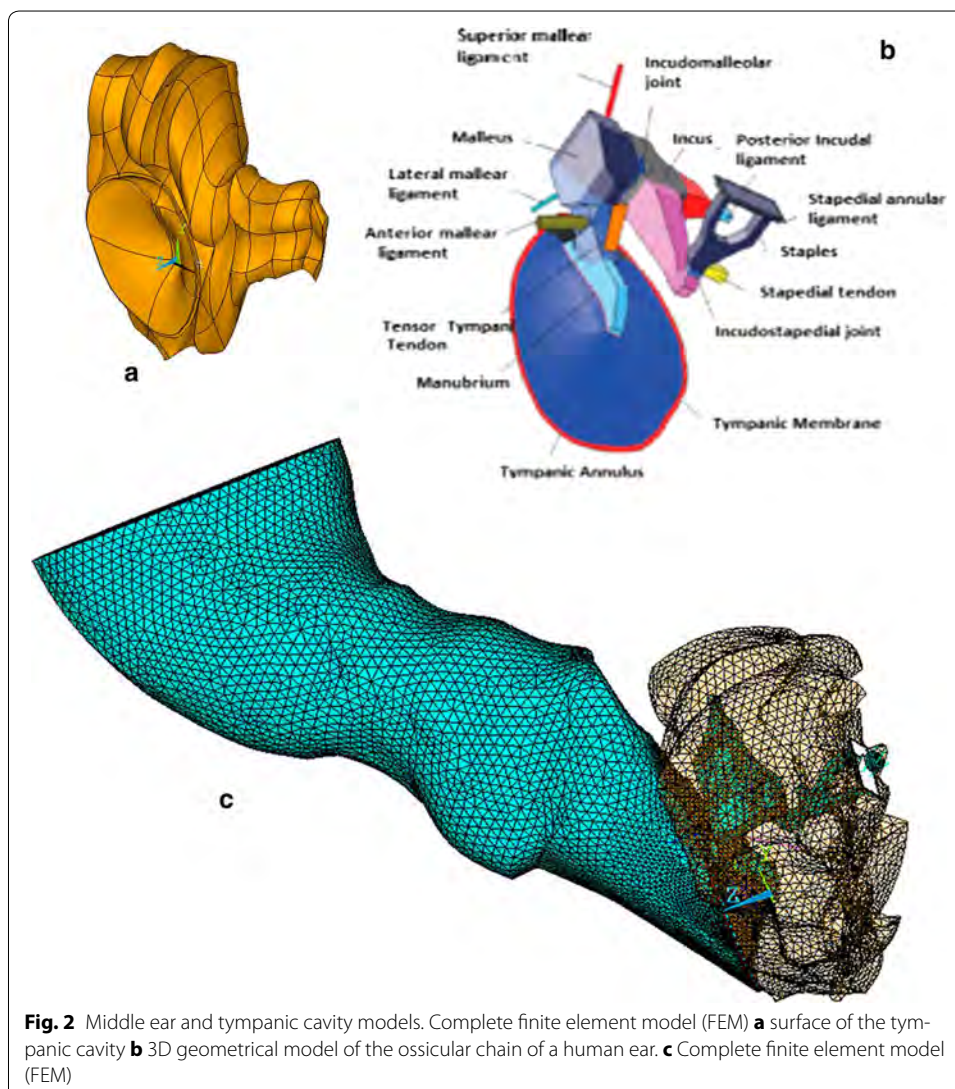 Superior mallear
ligament
b
Incudomalleolar
joint
Malleus
Incus
Posterior Incudal
ligament
Lateral mallear
ligament
Stapedial annular
ligament
Anterior mallear
ligament
Staples
Stapedial tendon
a
Tensor Tympani
Tendon
Incudostapedial joint
Manubrium
Tympanic Membrane
Tympanic Annulus
c
Z
Fig. 2 Middle ear and tympanic cavity models. Complete finite element model (FEM) a surface of the tym-
panic cavity b 3D geometrical model of the ossicular chain of a human ear. c Complete finite element model
(FEM)